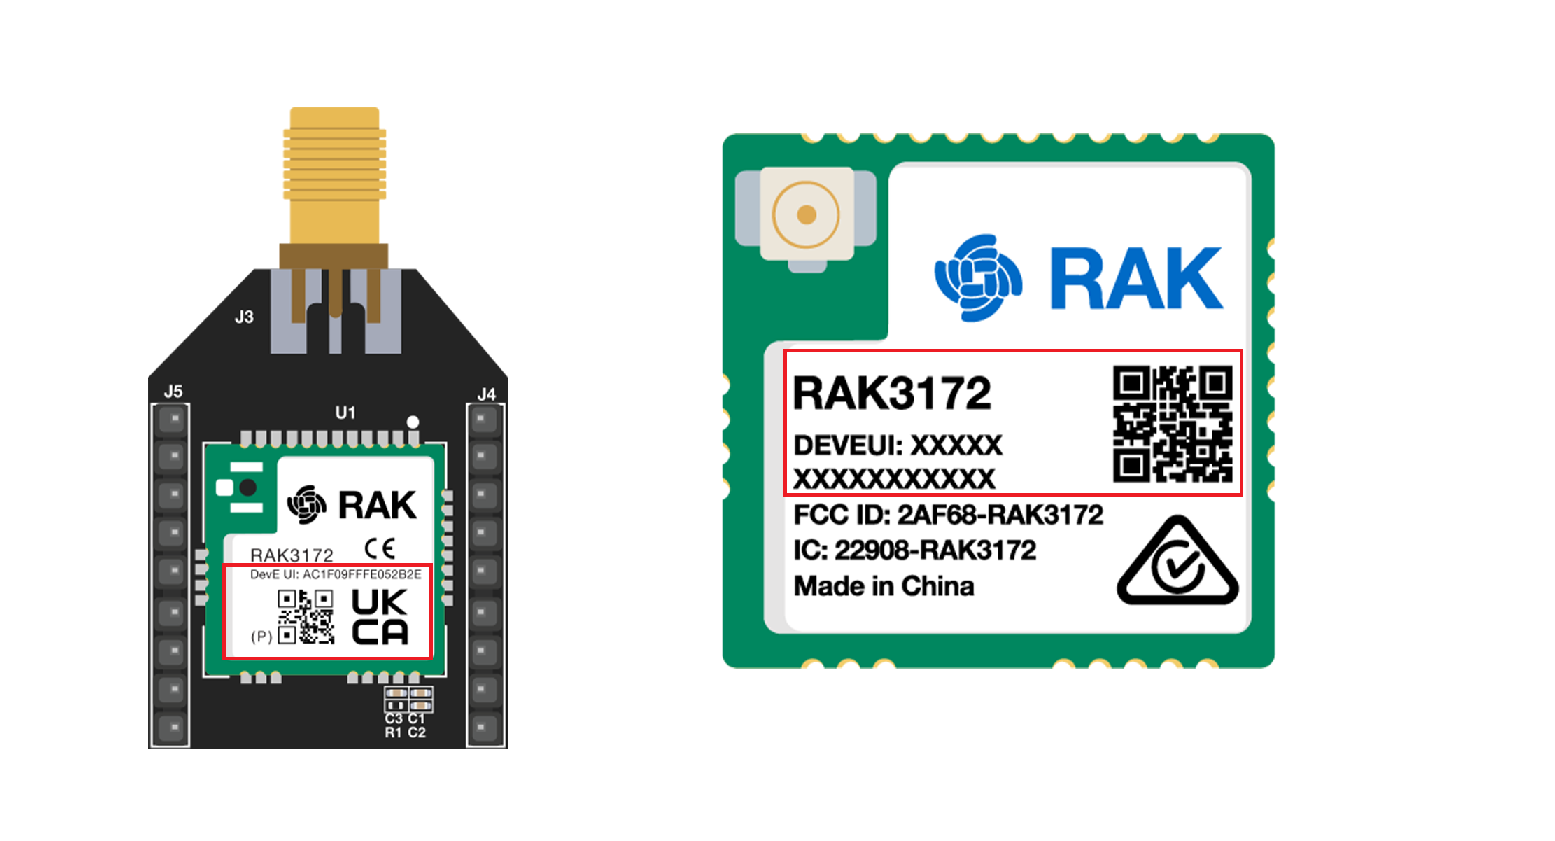 J3
J5
J4
U1
RAK
RAK3172
CE
DevE UI: AC1F09FFFE052B2E
UK
CA
(P)
C3 C1
R1 C2
RAK
RAK3172
DEVEUI: XXXXX
XXXXXXXXXXX
FCC ID: 2AF68-RAK3172
IC: 22908-RAK3172
Made in China